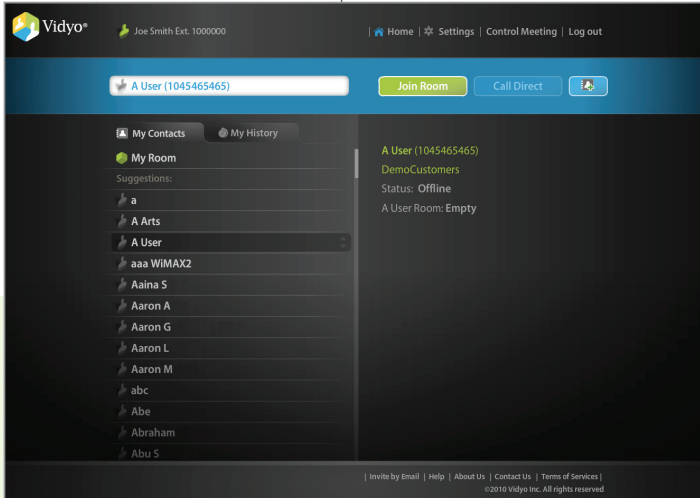 Vidyo®
Joe Smith Ext. 1000000
| Home | Settings | Control Meeting | Log out
A User (1045465465)
Join Room
Call Direct
My Contacts
My History
My Room
Suggestions:
a
A Arts
A User
aaa WiMAX2
Aaina S
Aaron A
Aaron G
Aaron L
Aaron M
abc
Abe
Abraham
Abu S
A User (1045465465)
DemoCustomers
Status: Offline
A User Room: Empty
| Invite by Email | Help | About Us | Contact Us | Terms of Services |
©2010 Vidyo Inc. All rights reserved